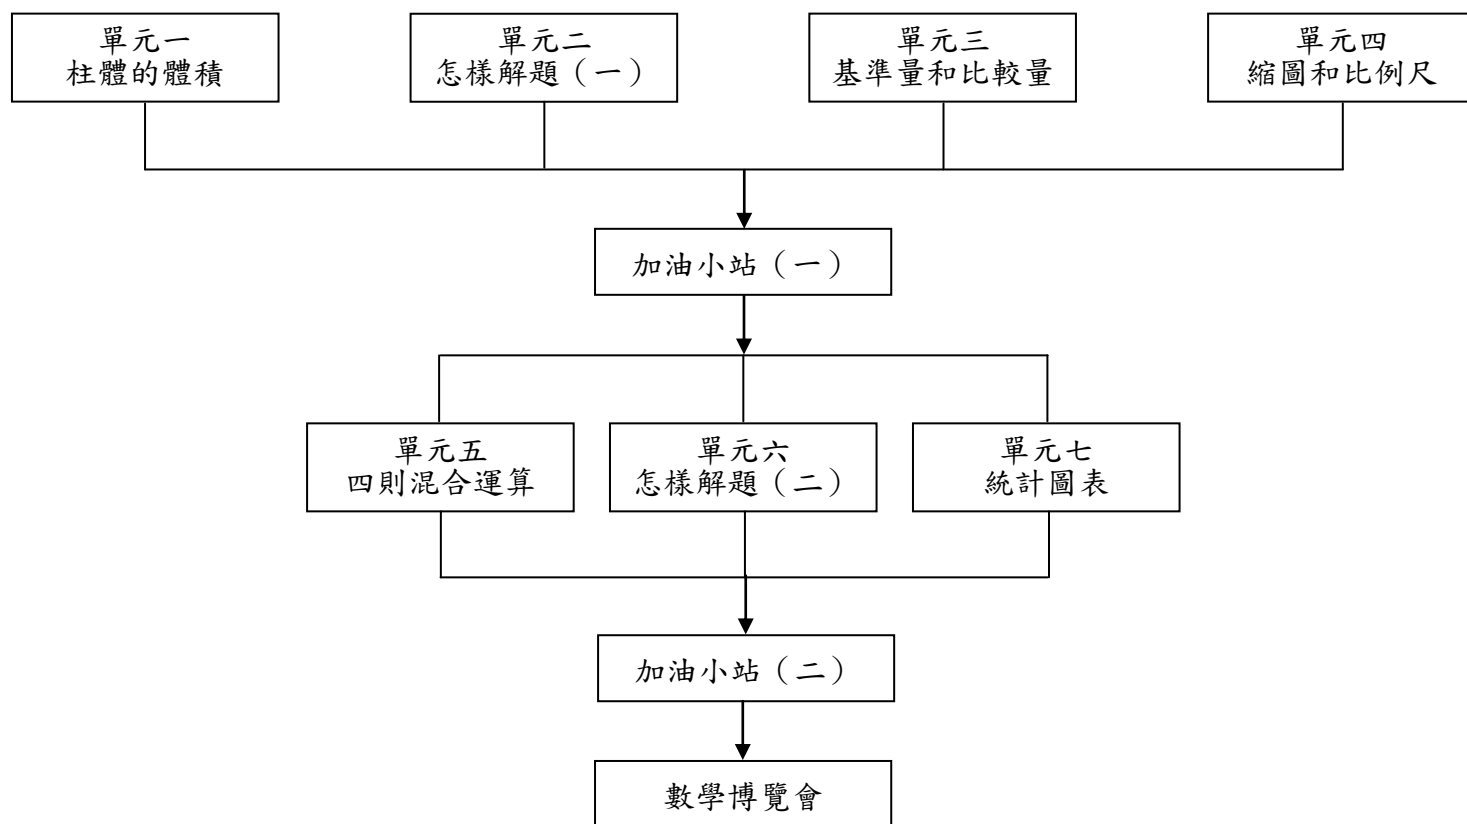 單元一
柱體的體積
單元二
怎樣解題（一）
單元三
基準量和比較量
單元四
縮圖和比例尺
加油小站（一）
單元五
四則混合運算
單元六
怎樣解題（二）
單元七
統計圖表
加油小站（二）
數學博覽會